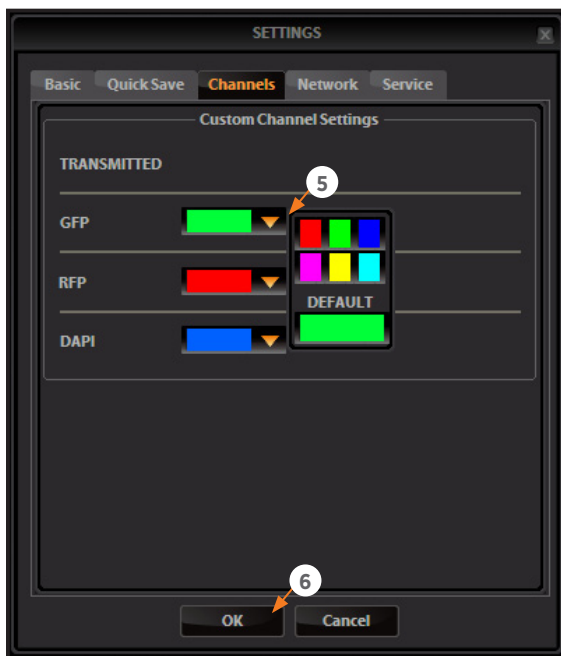 SETTINGS
Basic Quick Save Channels Network Service
Custom Channel Settings
TRANSMITTED
5
GFP
RFP
DEFAULT
DAPI
6
OK Cancel